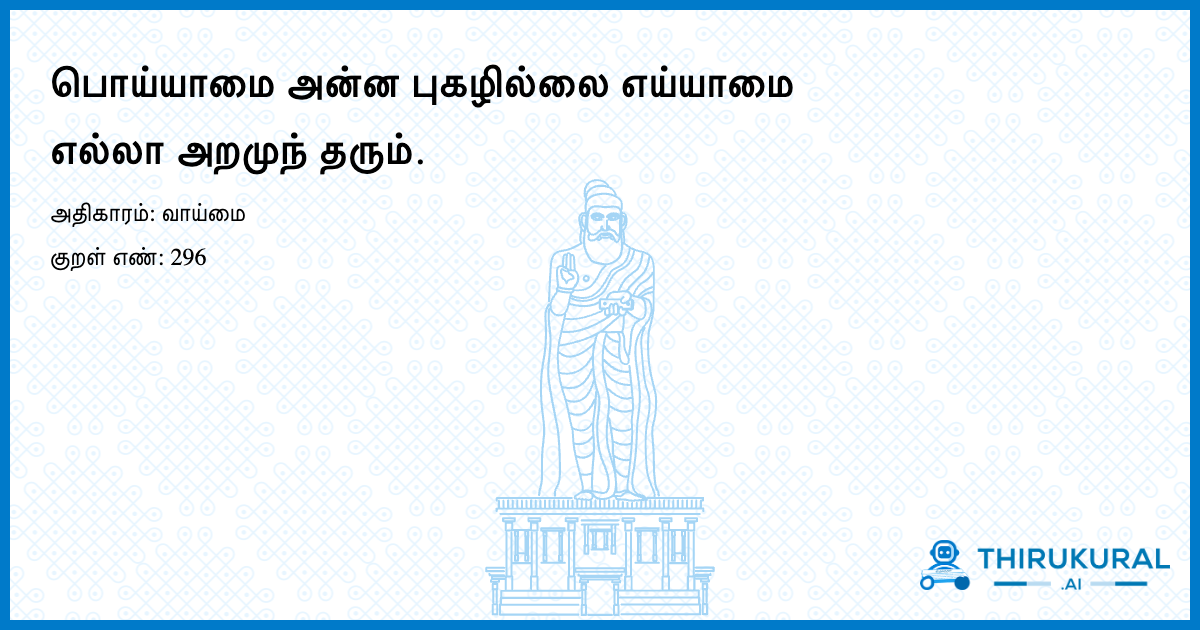 பொய்யாமை அன்ன புகழில்லை எய்யாமை
எல்லா அறமுந் தரும்.
அதிகாரம்: வாய்மை
குறள் எண்: 296
THIRUKURAL
.AI